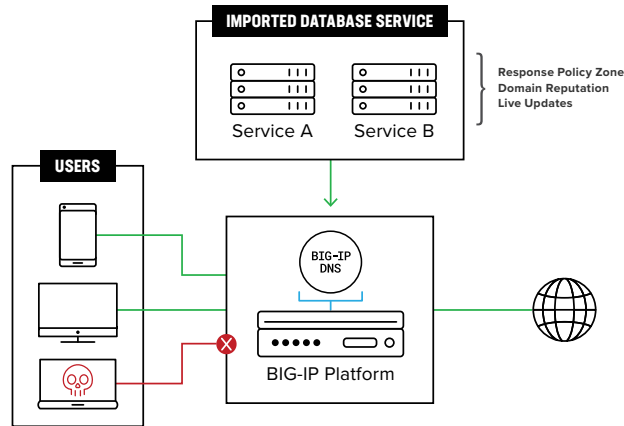 IMPORTED DATABASE SERVICE
Service A
Service B
Response Policy Zone
Domain Reputation
Live Updates
USERS
BIG-IP
DNS
X
BIG-IP Platform